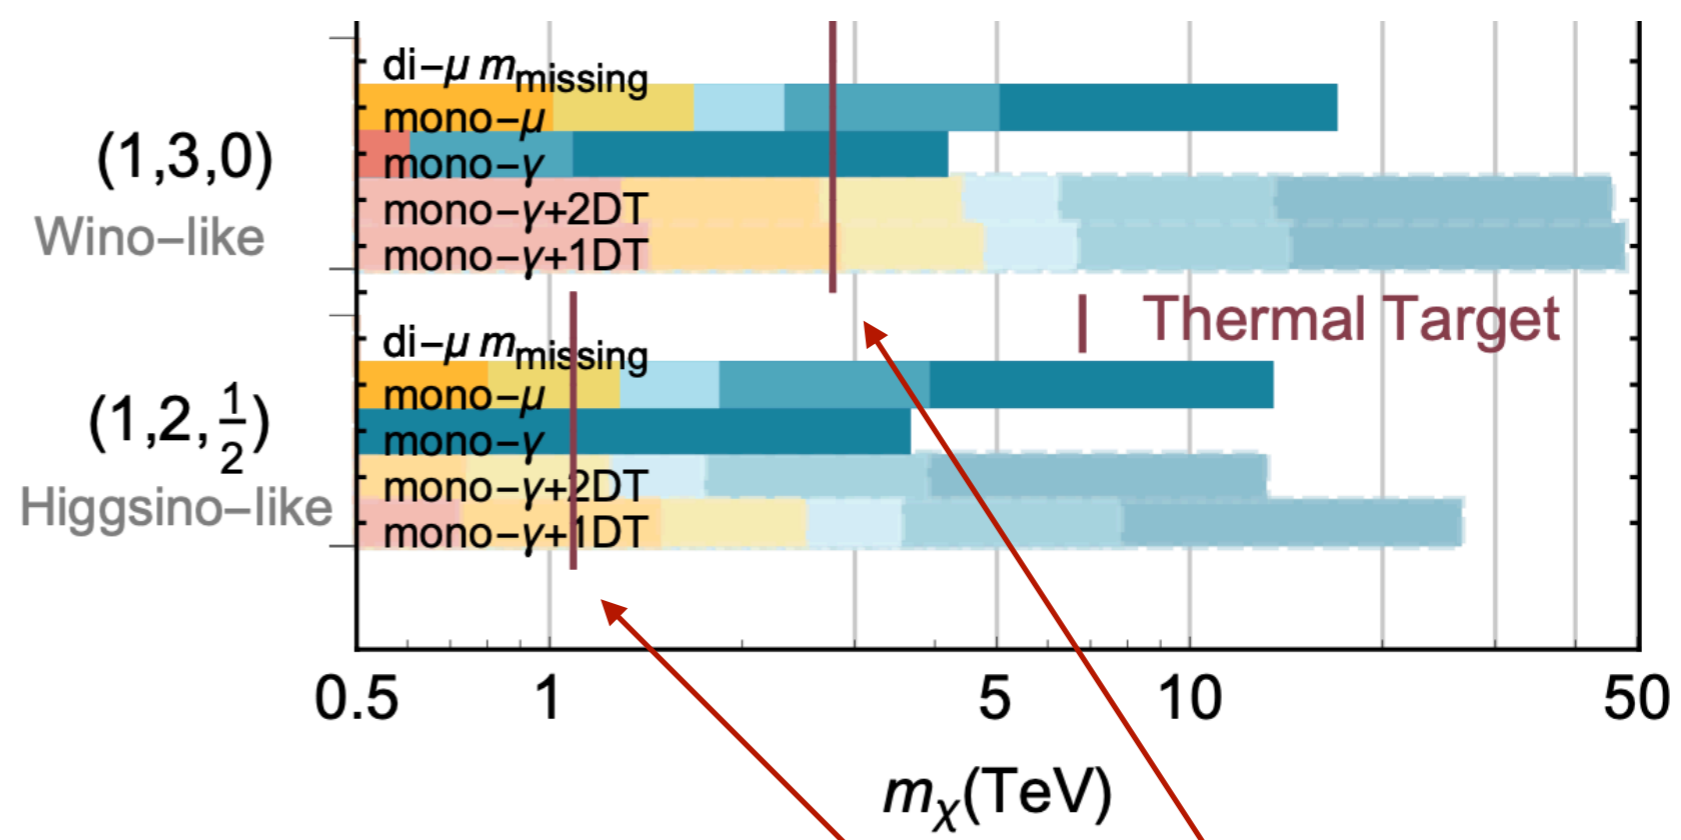 di−μ m_missing
mono−μ
(1,3,0)
mono−γ
mono−γ+2DT
Wino−like
mono−γ+1DT
Thermal Target
di−μ m_missing
mono−μ
(1,2,1/2)
mono−γ
mono−γ+2DT
Higgsino−like
mono−γ+1DT
0.5 1 5 10 50
m_χ(TeV)